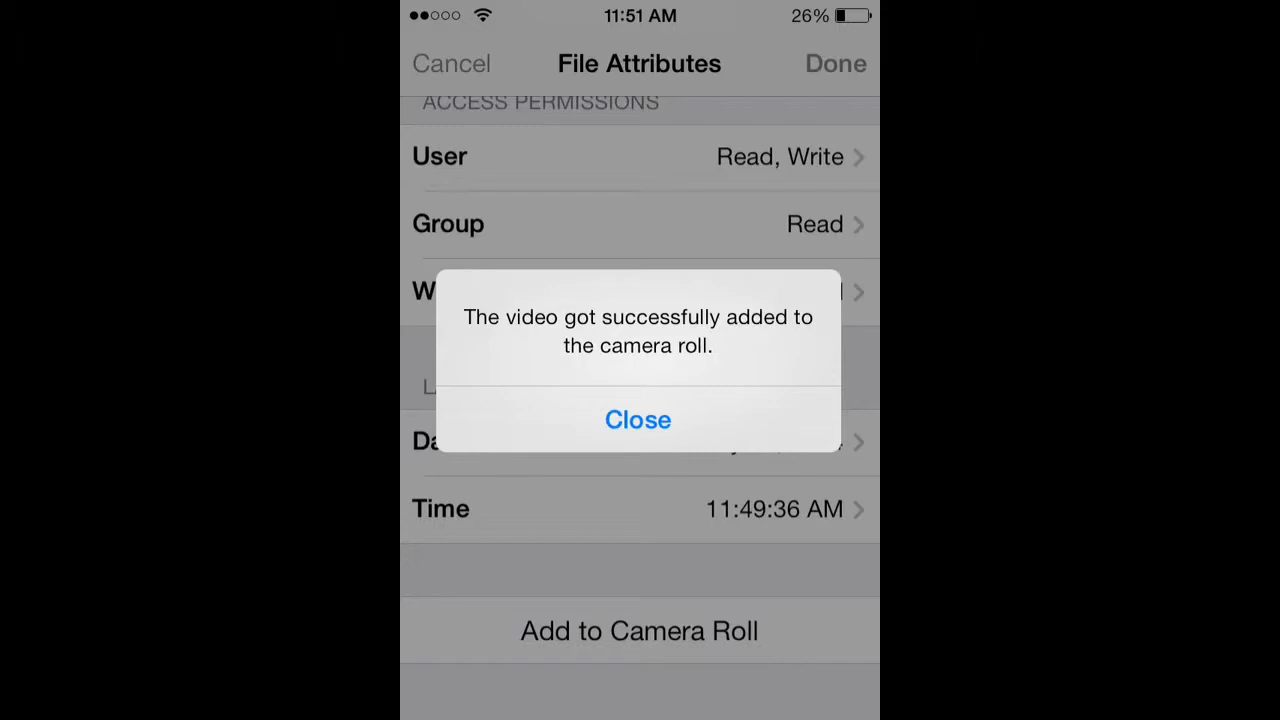 11:51 AM
26%
Cancel
File Attributes
Done
ACCESS PERMISSIONS
User
Read, Write
Group
Read
The video got successfully added to
the camera roll.
Close
Time
11:49:36 AM
Add to Camera Roll